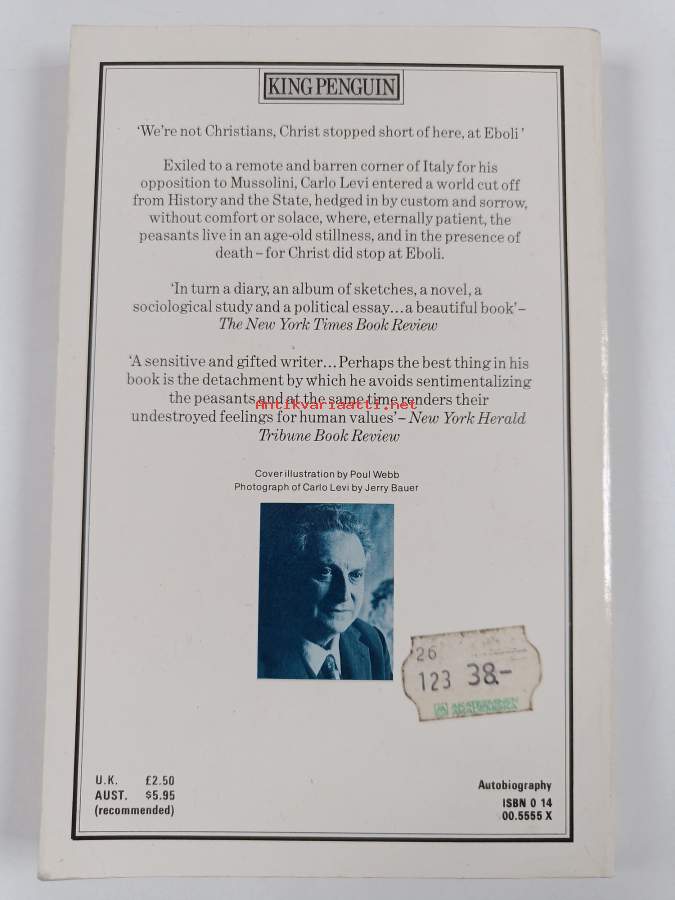 KING PENGUIN
‘We’re not Christians, Christ stopped short of here, at Eboli’
Exiled to a remote and barren corner of Italy for his
opposition to Mussolini, Carlo Levi entered a world cut off
from History and the State, hedged in by custom and sorrow,
without comfort or solace, where, eternally patient, the
peasants live in an age-old stillness, and in the presence of
death – for Christ did stop at Eboli.
‘In turn a diary, an album of sketches, a novel, a
sociological study and a political essay...a beautiful book’ –
The New York Times Book Review
‘A sensitive and gifted writer... Perhaps the best thing in his
book is the detachment by which he avoids sentimentalizing
the peasants and at the same time renders their
Antikvariaatti.net
undestroyed feelings for human values’ – New York Herald
Tribune Book Review
Cover illustration by Poul Webb
Photograph of Carlo Levi by Jerry Bauer
26
123 38.-
AKATEEMINEN
U.K. £2.50
AUST. $5.95
(recommended)
Autobiography
ISBN 0 14
00.5555 X